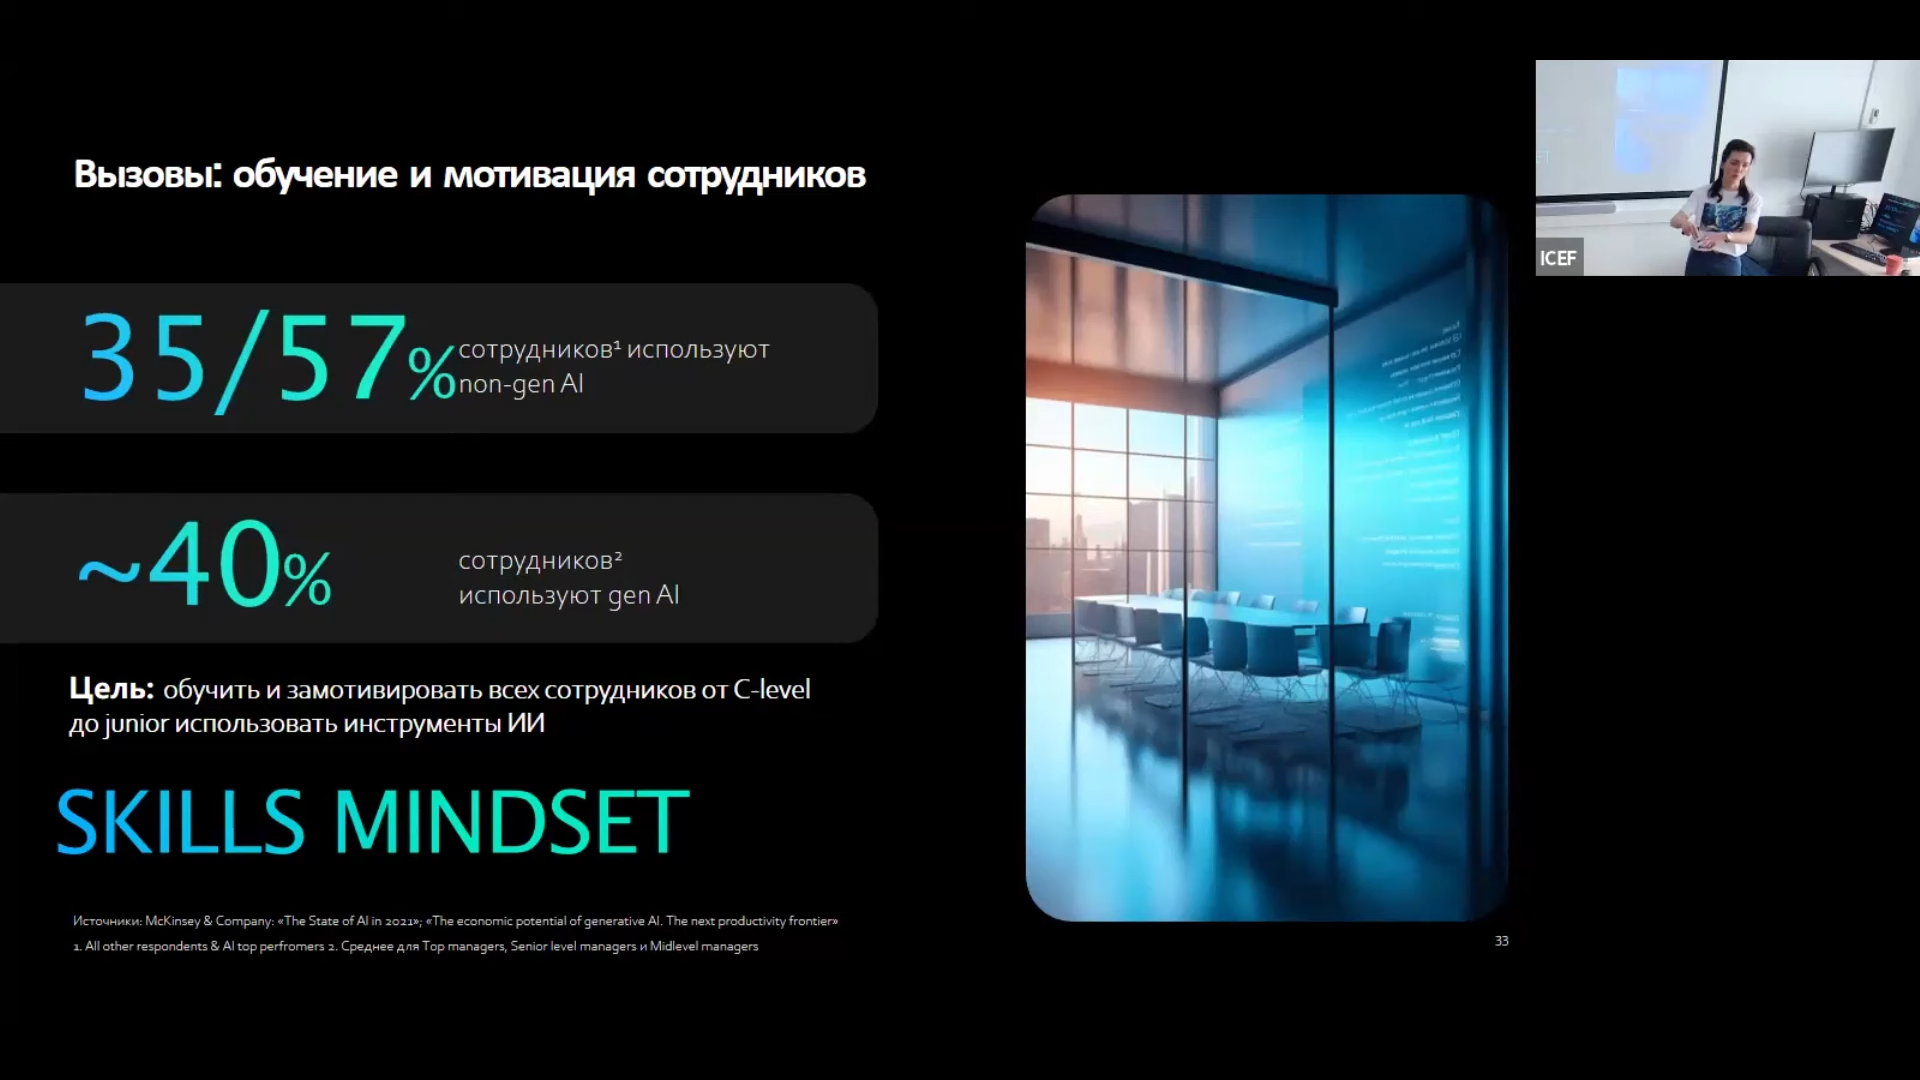 Вызовы: обучение и мотивация сотрудников
35/57%
сотрудников¹ используют
non-gen AI
~40%
сотрудников²
используют gen AI
Цель: обучить и замотивировать всех сотрудников от C-level
до junior использовать инструменты ИИ
SKILLS MINDSET
Источники: McKinsey & Company: «The State of AI in 2021»; «The economic potential of generative AI. The next productivity frontier»
1. All other respondents & AI top perfromers 2. Среднее для Top managers, Senior level managers и Midlevel managers
33
ICEF